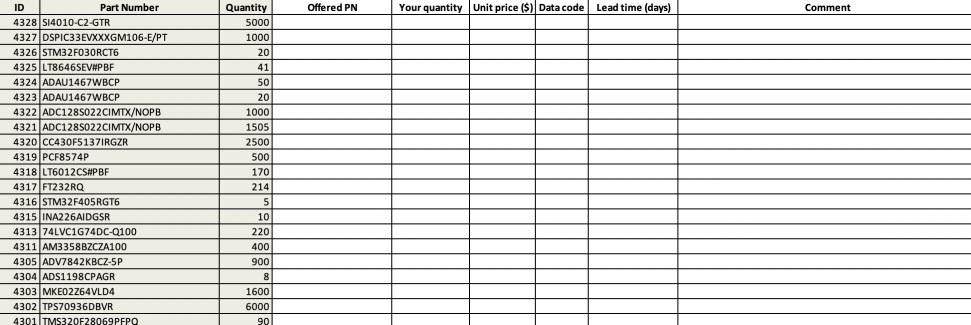 ID Part Number Quantity Offered PN Your quantity Unit price ($) Data code Lead time (days) Comment
4328 SI4010-C2-GTR 5000
4327 DSPIC33EVXXXGM106-E/PT 1000
4326 STM32F030RCT6 20
4325 LT8646SEV#PBF 41
4324 ADAU1467WBCP 50
4323 ADAU1467WBCP 20
4322 ADC128S022CIMTX/NOPB 1000
4321 ADC128S022CIMTX/NOPB 1505
4320 CC430F5137IRGZR 2500
4319 PCF8574P 500
4318 LT6012CS#PBF 170
4317 FT232RQ 214
4316 STM32F405RGT6 5
4315 INA226AIDGSR 10
4313 74LVC1G74DC-Q100 220
4311 AM3358BZCZA100 400
4305 ADV7842KBCZ-5P 900
4304 ADS1198CPAGR 8
4303 MKE02Z64VLD4 1600
4302 TPS70936DBVR 6000
4301 TMS320F28069PFPQ 90